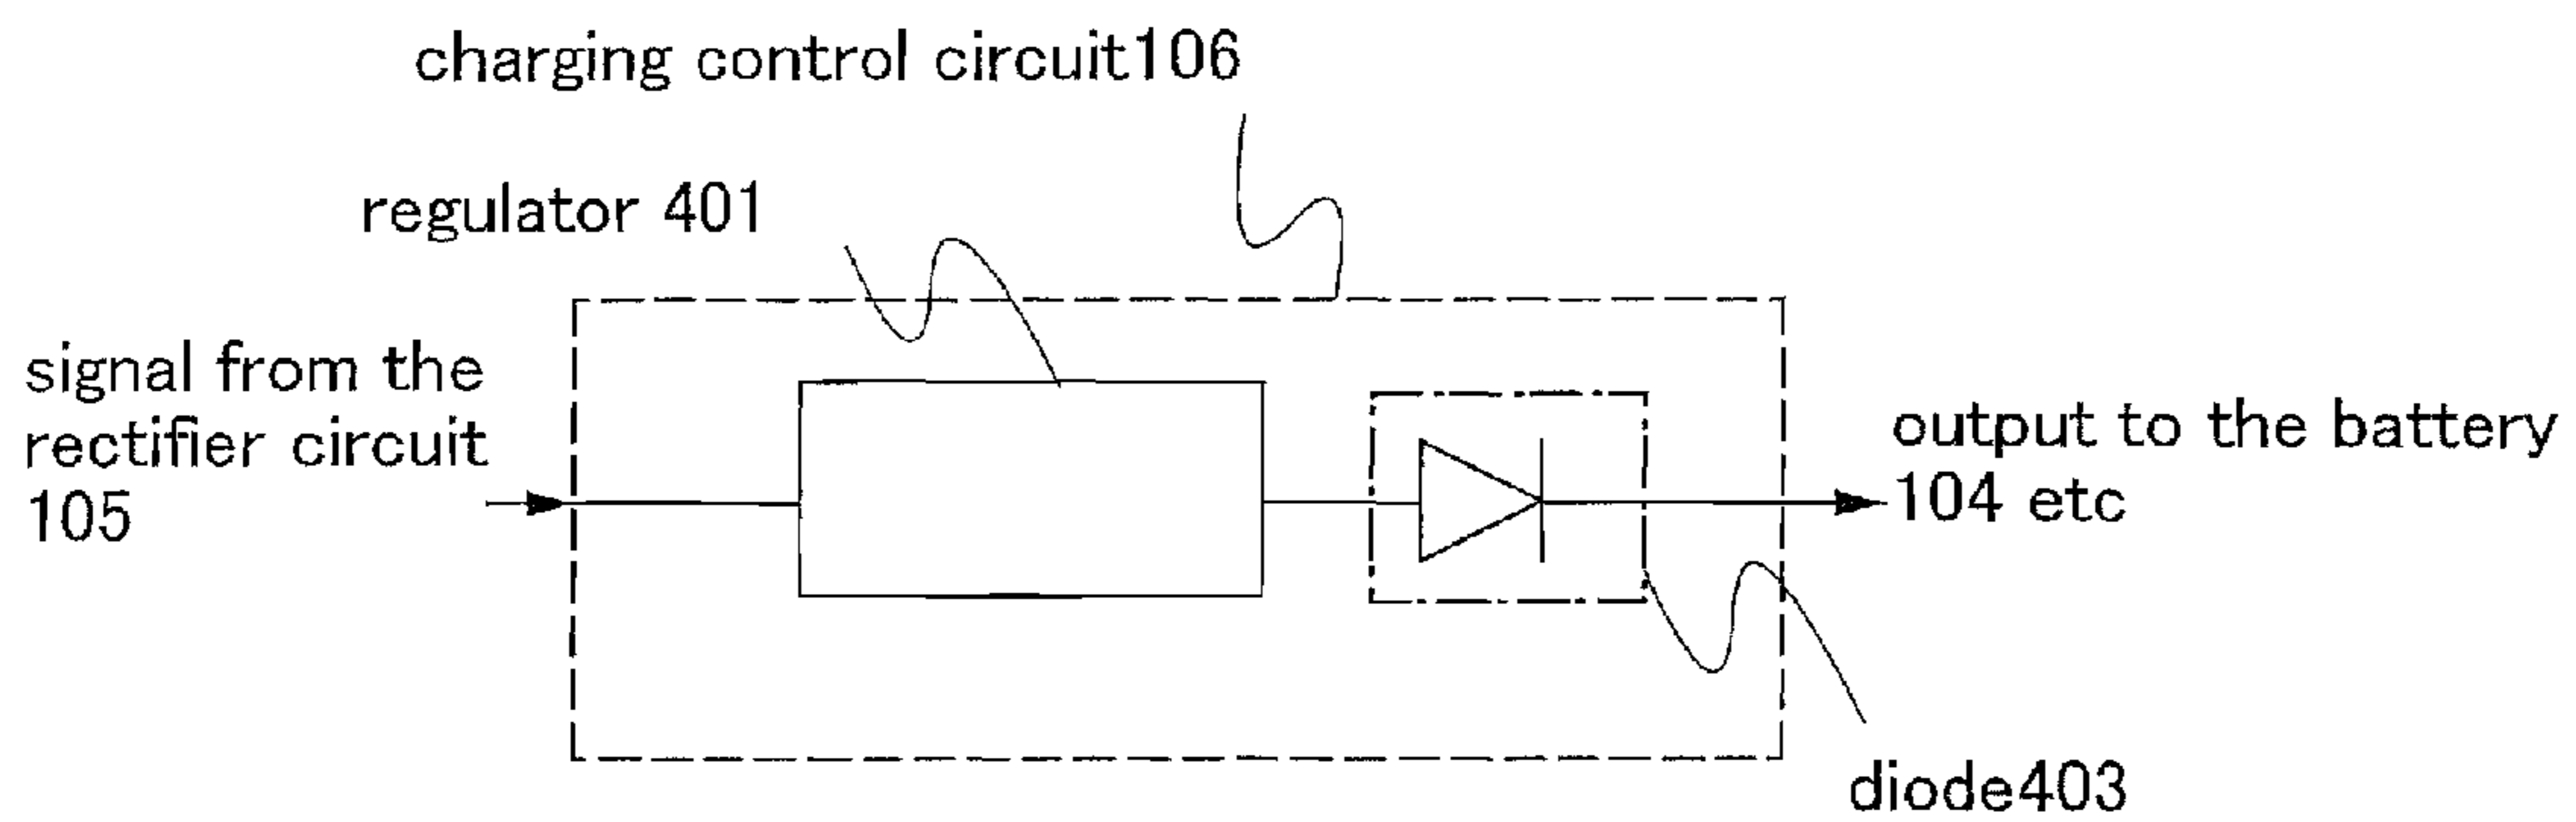 charging control circuit106
regulator 401
signal from the
rectifier circuit
105
output to the battery
104 etc
diode403